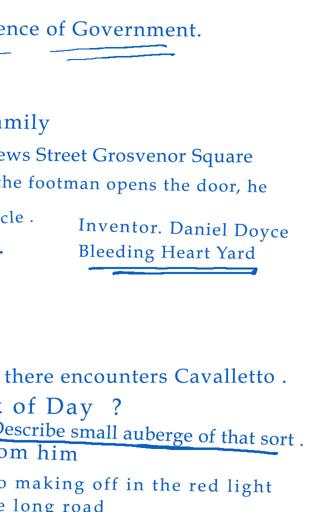 ence of Government.
amily
ews Street Grosvenor Square
the footman opens the door, he
cle .
Inventor. Daniel Doyce
Bleeding Heart Yard
there encounters Cavalletto .
of Day ?
Describe small auberge of that sort .
om him
o making off in the red light
e long road